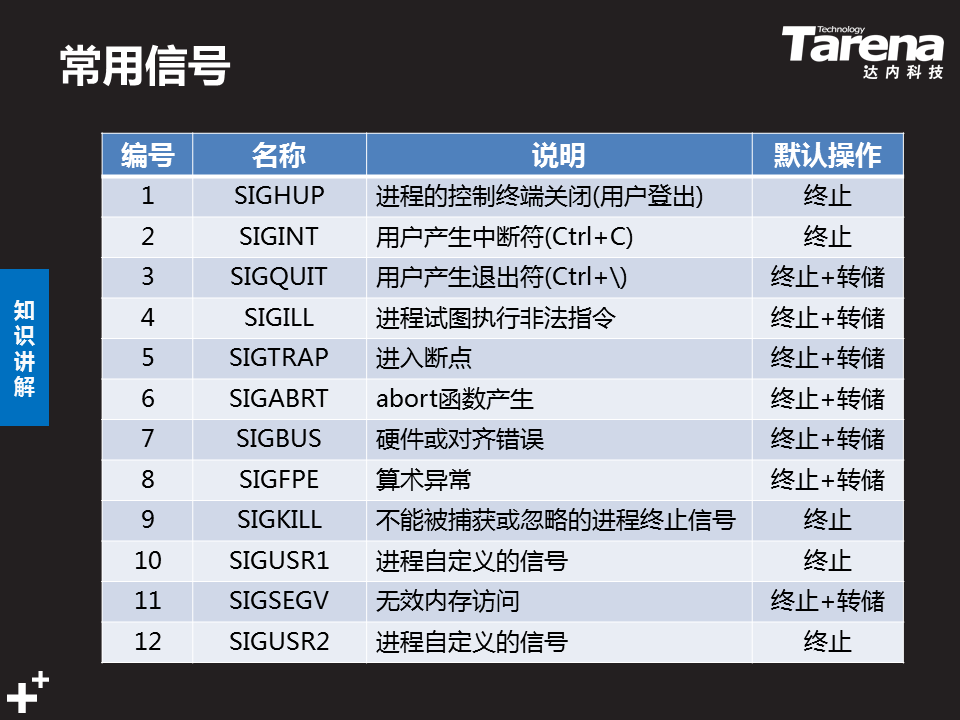 常用信号
Technology
Tarena
达内科技
编号 名称 说明 默认操作
1 SIGHUP 进程的控制终端关闭(用户登出) 终止
2 SIGINT 用户产生中断符(Ctrl+C) 终止
3 SIGQUIT 用户产生退出符(Ctrl+\) 终止+转储
4 SIGILL 进程试图执行非法指令 终止+转储
5 SIGTRAP 进入断点 终止+转储
6 SIGABRT abort函数产生 终止+转储
7 SIGBUS 硬件或对齐错误 终止+转储
8 SIGFPE 算术异常 终止+转储
9 SIGKILL 不能被捕获或忽略的进程终止信号 终止
10 SIGUSR1 进程自定义的信号 终止
11 SIGSEGV 无效内存访问 终止+转储
12 SIGUSR2 进程自定义的信号 终止
知识讲解